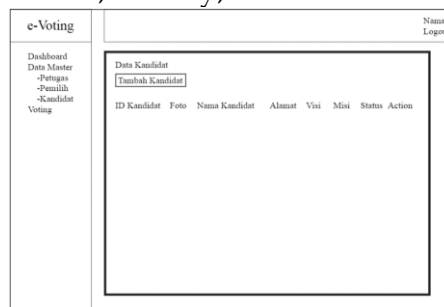 e-Voting
Nama
Logou
Dashboard
Data Master
-Petugas
-Pemilih
-Kandidat
Voting
Data Kandidat
Tambah Kandidat
ID Kandidat Foto Nama Kandidat Alamat Visi Misi Status Action